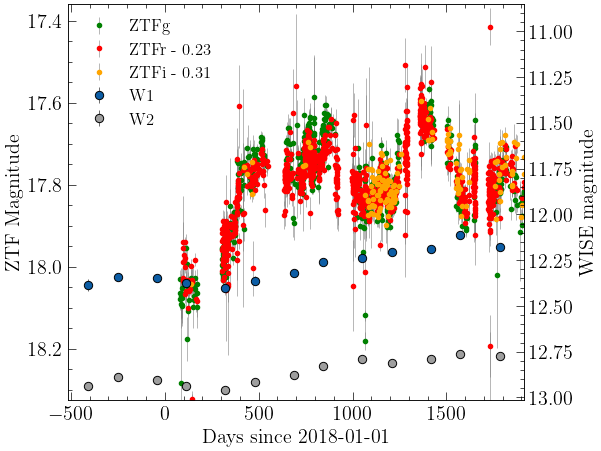 ZTFg
ZTFr - 0.23
ZTFi - 0.31
W1
W2
17.4
17.6
17.8
18.0
18.2
ZTF Magnitude
11.00
11.25
11.50
11.75
12.00
12.25
12.50
12.75
13.00
WISE magnitude
−500
0
500
1000
1500
Days since 2018-01-01